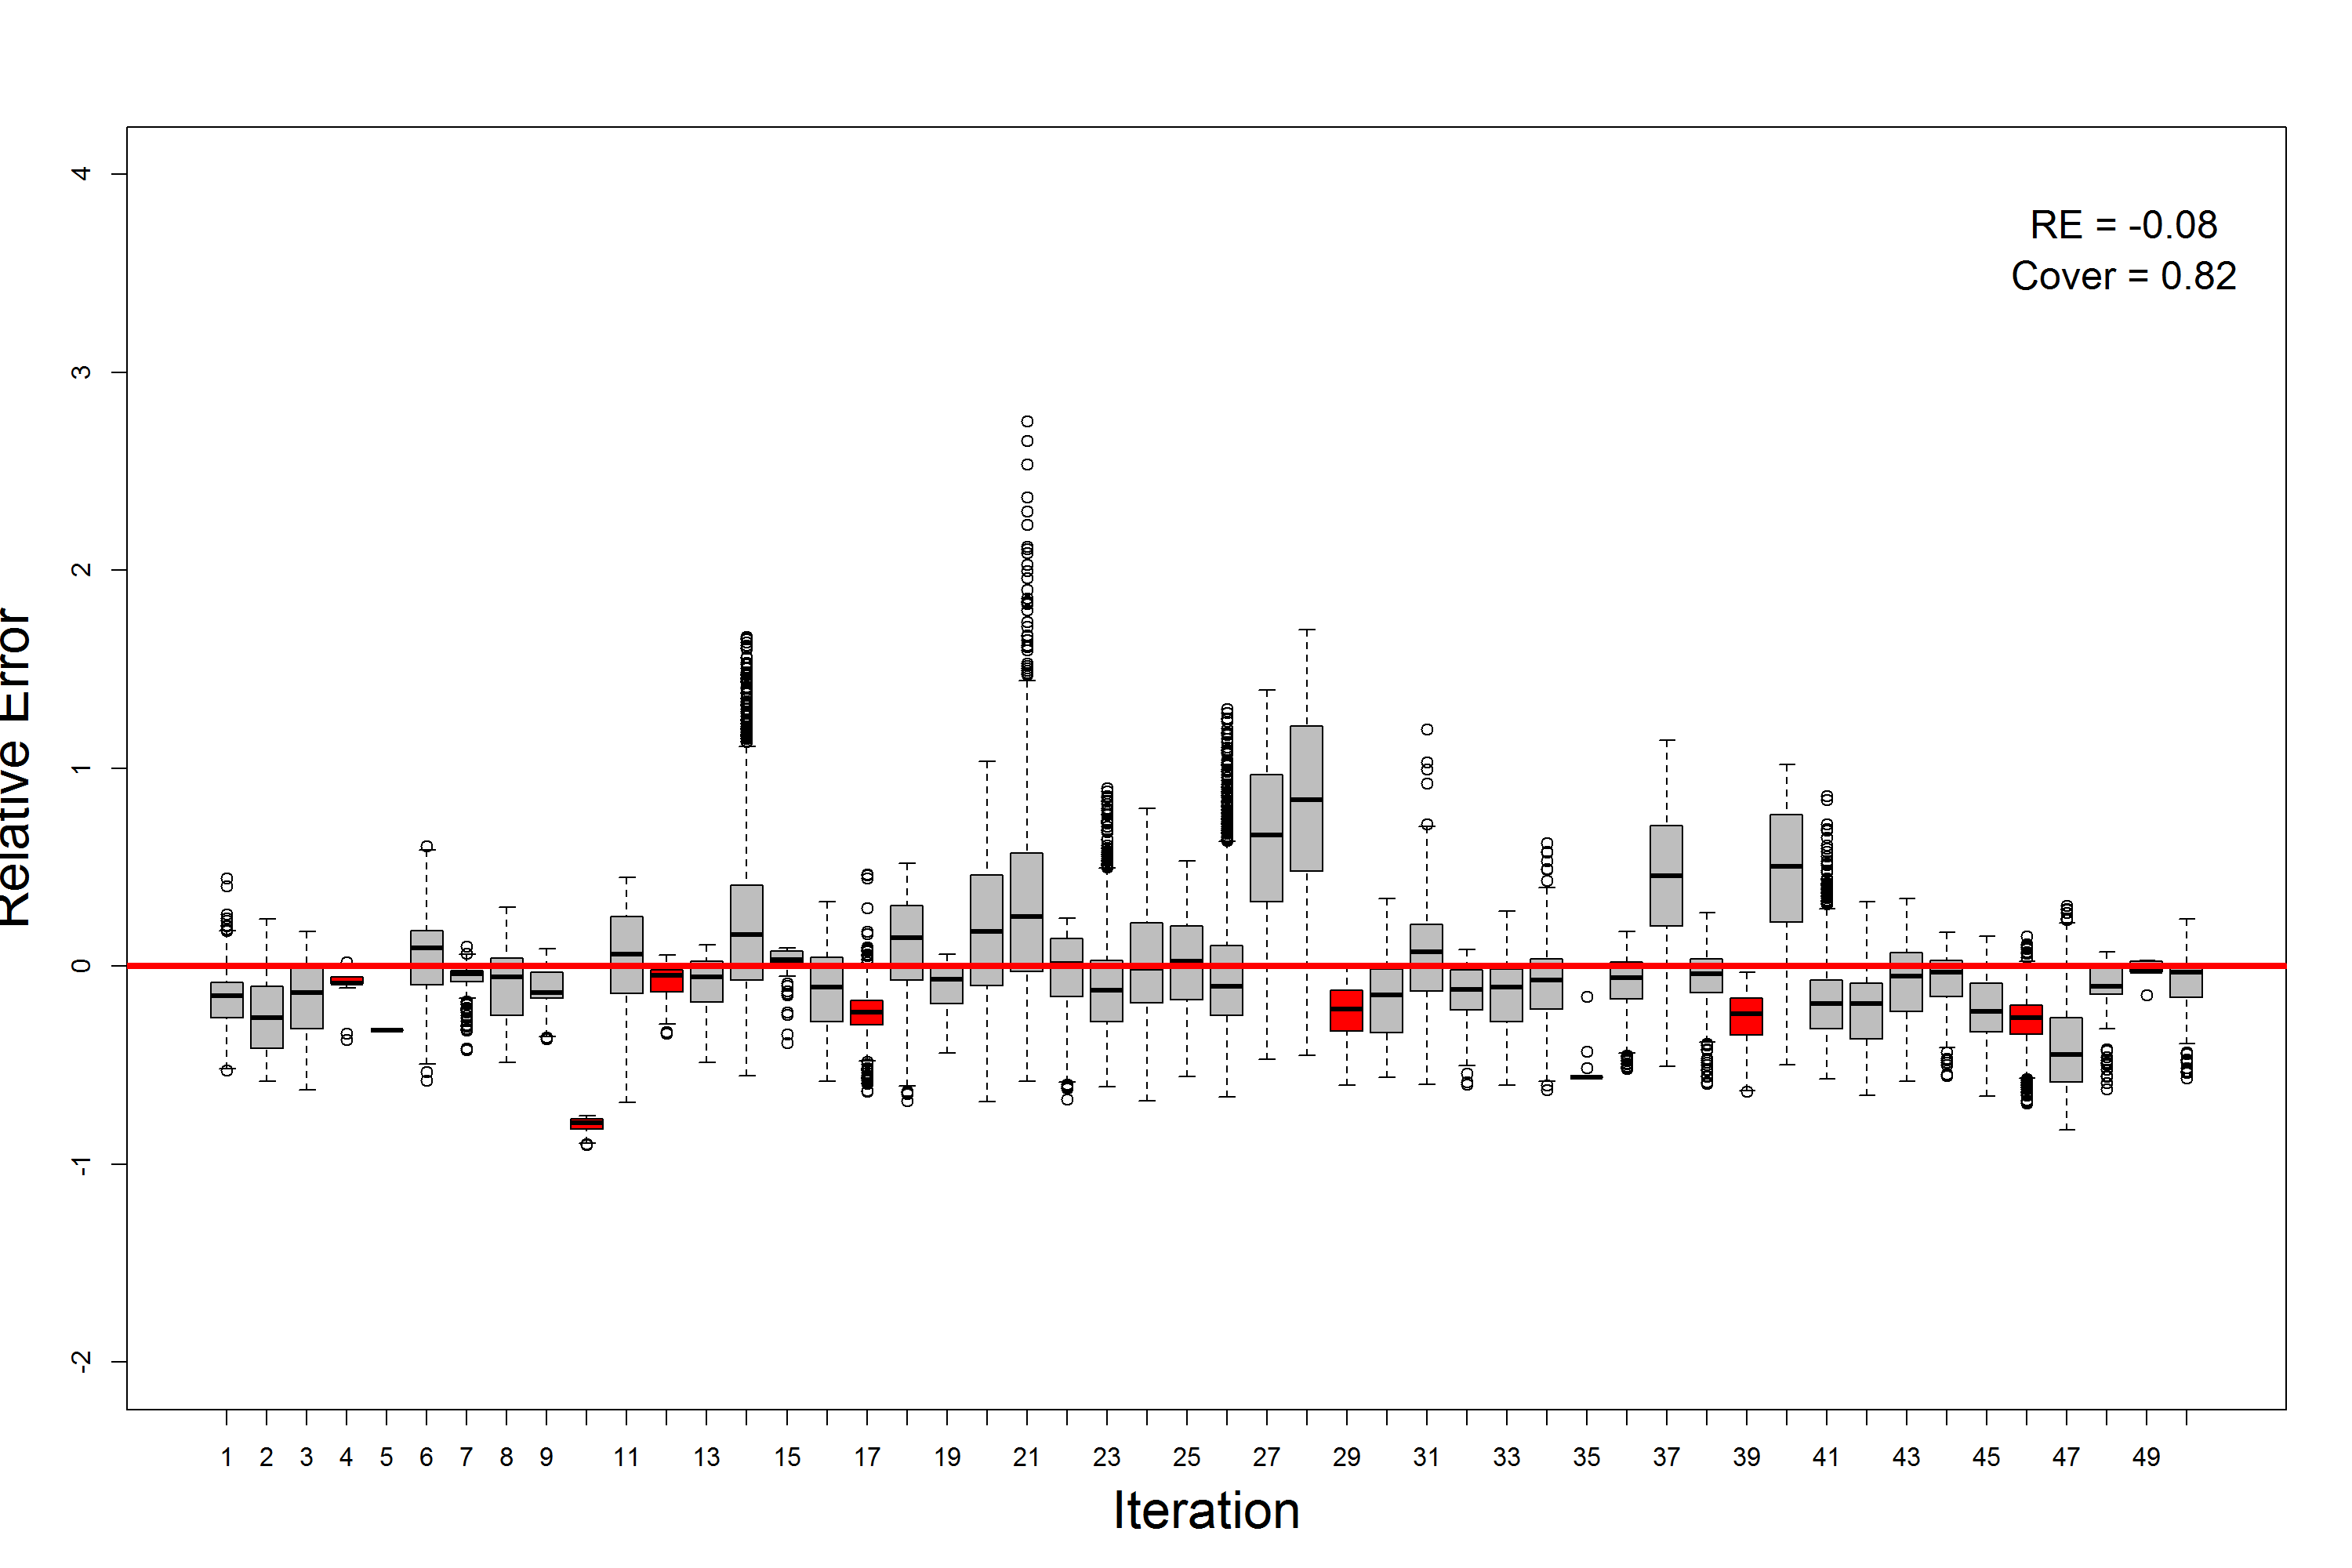 RE = -0.08
Cover = 0.82
Relative Error
4
3
2
1
0
-1
-2
1 2 3 4 5 6 7 8 9 11 13 15 17 19 21 23 25 27 29 31 33 35 37 39 41 43 45 47 49
Iteration